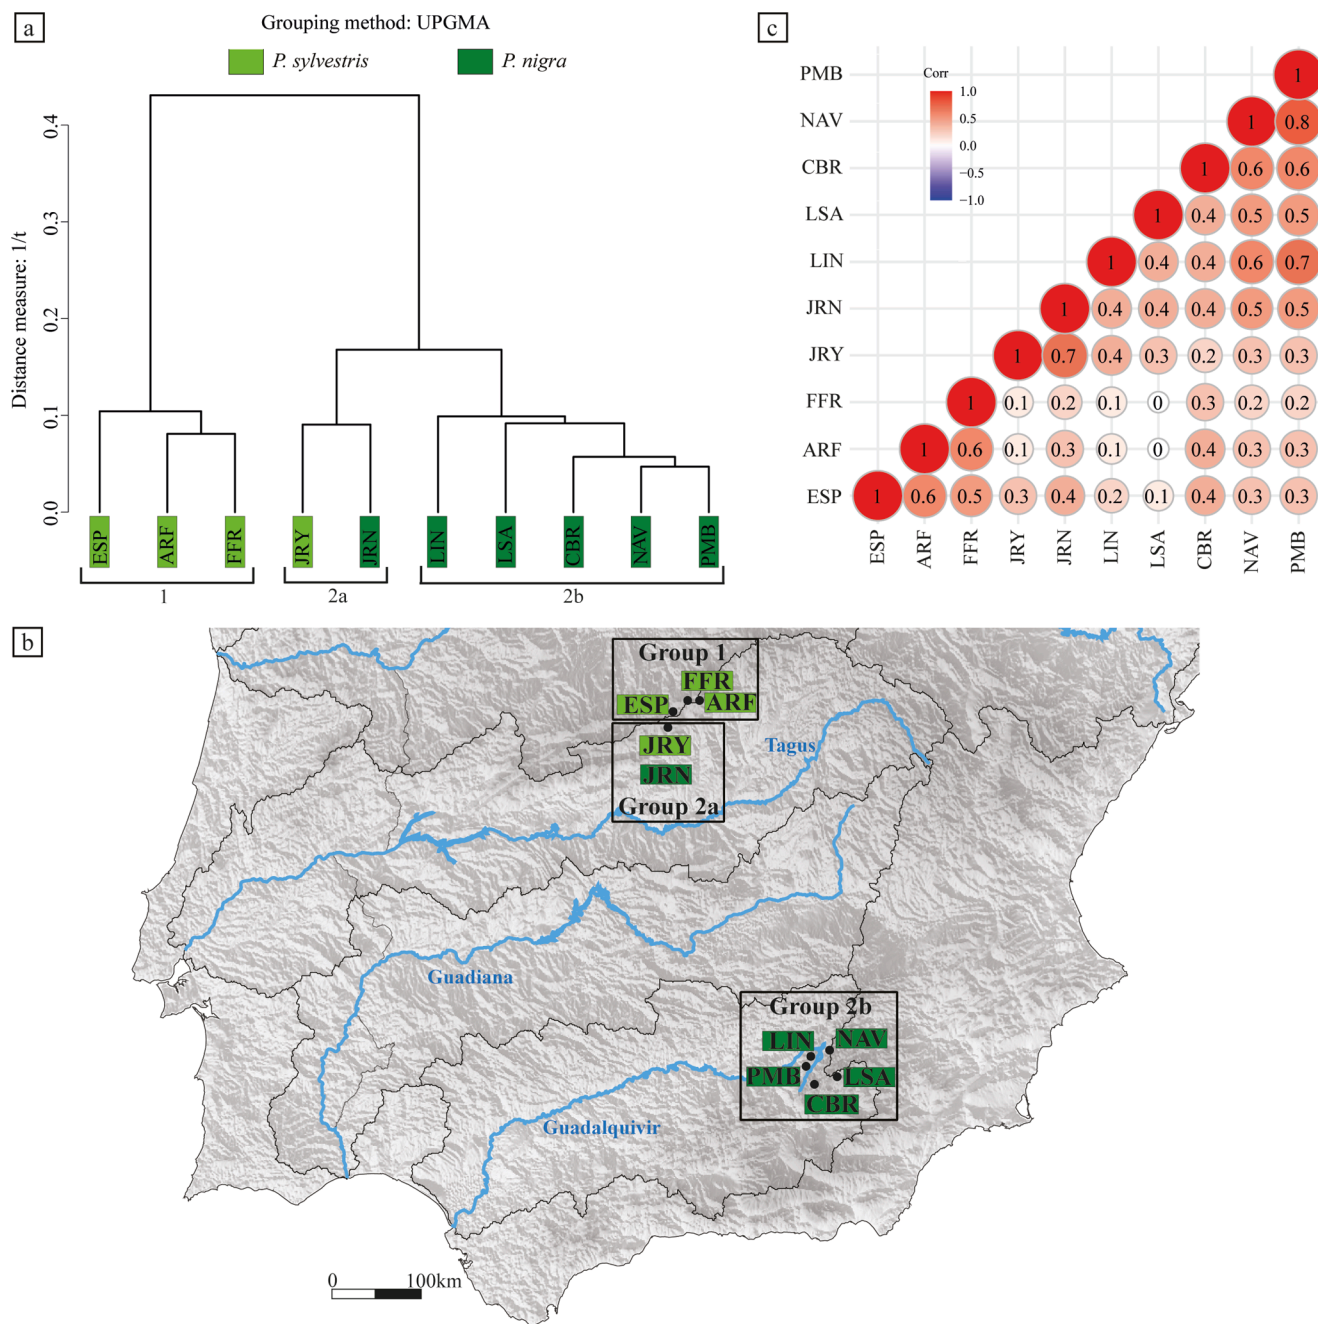 a
Grouping method: UPGMA
P. sylvestris
P. nigra
Distance measure: 1/t
0.4
0.3
0.2
0.1
0.0
ESP
ARF
FFR
JRY
JRN
LIN
LSA
CBR
NAV
PMB
1
2a
2b
c
Corr
1.0
0.5
0.0
−0.5
−1.0
PMB 1
NAV 1 0.8
CBR 1 0.6 0.6
LSA 1 0.4 0.5 0.5
LIN 1 0.4 0.4 0.6 0.7
JRN 1 0.4 0.4 0.4 0.5 0.5
JRY 1 0.7 0.4 0.3 0.2 0.3 0.3
FFR 1 0.1 0.2 0.1 0 0.3 0.2 0.2
ARF 1 0.6 0.1 0.3 0.1 0 0.4 0.3 0.3
ESP 1 0.6 0.5 0.3 0.4 0.2 0.1 0.4 0.3 0.3
ESP
ARF
FFR
JRY
JRN
LIN
LSA
CBR
NAV
PMB
b
Group 1
FFR
ESP
ARF
JRY
JRN
Group 2a
Tagus
Guadiana
Group 2b
LIN
NAV
PMB
LSA
CBR
Guadalquivir
0 100km